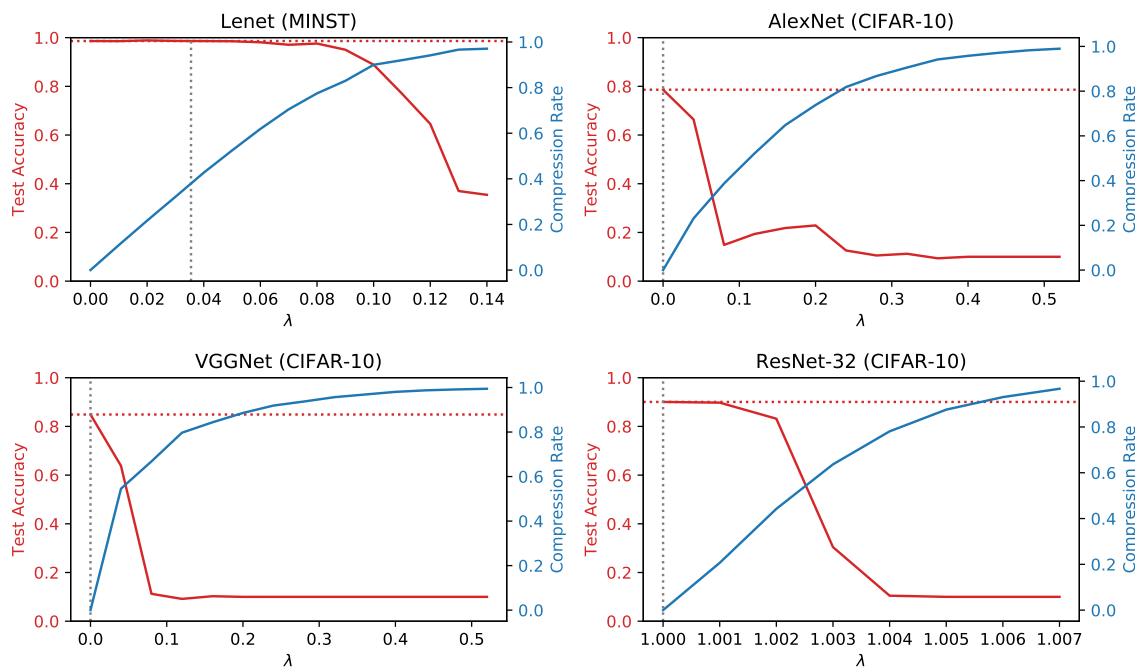 Lenet (MINST)
1.0
0.8
0.6
0.4
0.2
0.0
Test Accuracy
1.0
0.8
0.6
0.4
0.2
0.0
Compression Rate
0.00 0.02 0.04 0.06 0.08 0.10 0.12 0.14
λ
AlexNet (CIFAR-10)
1.0
0.8
0.6
0.4
0.2
0.0
Test Accuracy
1.0
0.8
0.6
0.4
0.2
0.0
Compression Rate
0.0 0.1 0.2 0.3 0.4 0.5
λ
VGGNet (CIFAR-10)
1.0
0.8
0.6
0.4
0.2
0.0
Test Accuracy
1.0
0.8
0.6
0.4
0.2
0.0
Compression Rate
0.0 0.1 0.2 0.3 0.4 0.5
λ
ResNet-32 (CIFAR-10)
1.0
0.8
0.6
0.4
0.2
0.0
Test Accuracy
1.0
0.8
0.6
0.4
0.2
0.0
Compression Rate
1.000 1.001 1.002 1.003 1.004 1.005 1.006 1.007
λ